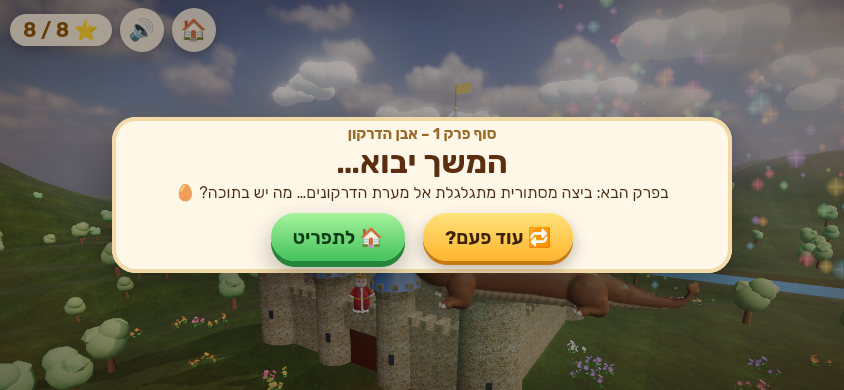 8 / 8 ⭐ 🔊 🏠
סוף פרק 1 – אבן הדרקון
המשך יבוא...
בפרק הבא: ביצה מסתורית מתגלגלת אל מערת הדרקונים... מה יש בתוכה? 🥚
🔁 עוד פעם?
🏠 לתפריט